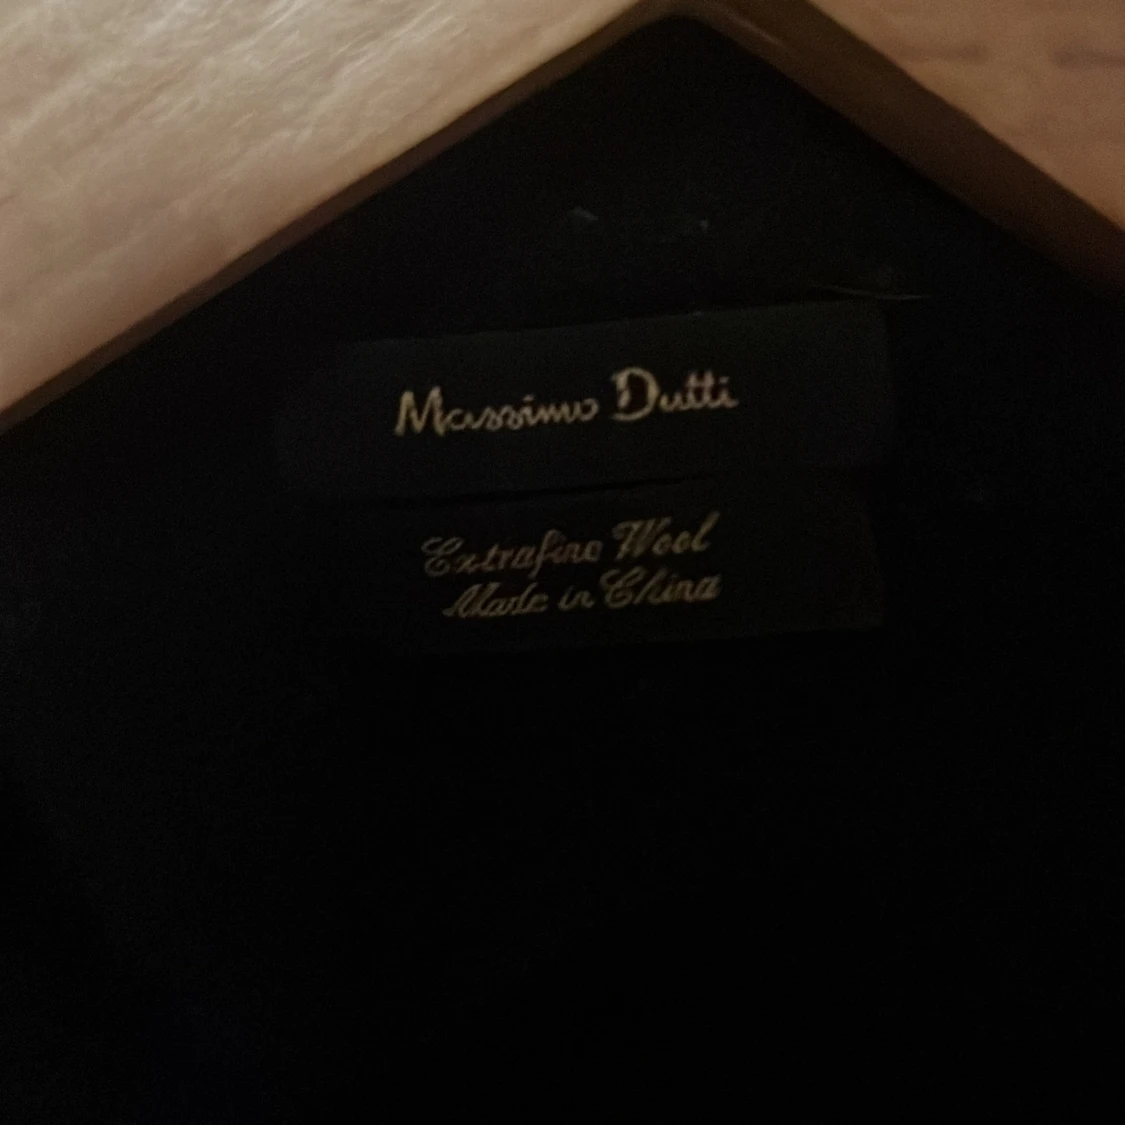 Massimo Dutti
Extrafine Wool
Made in China